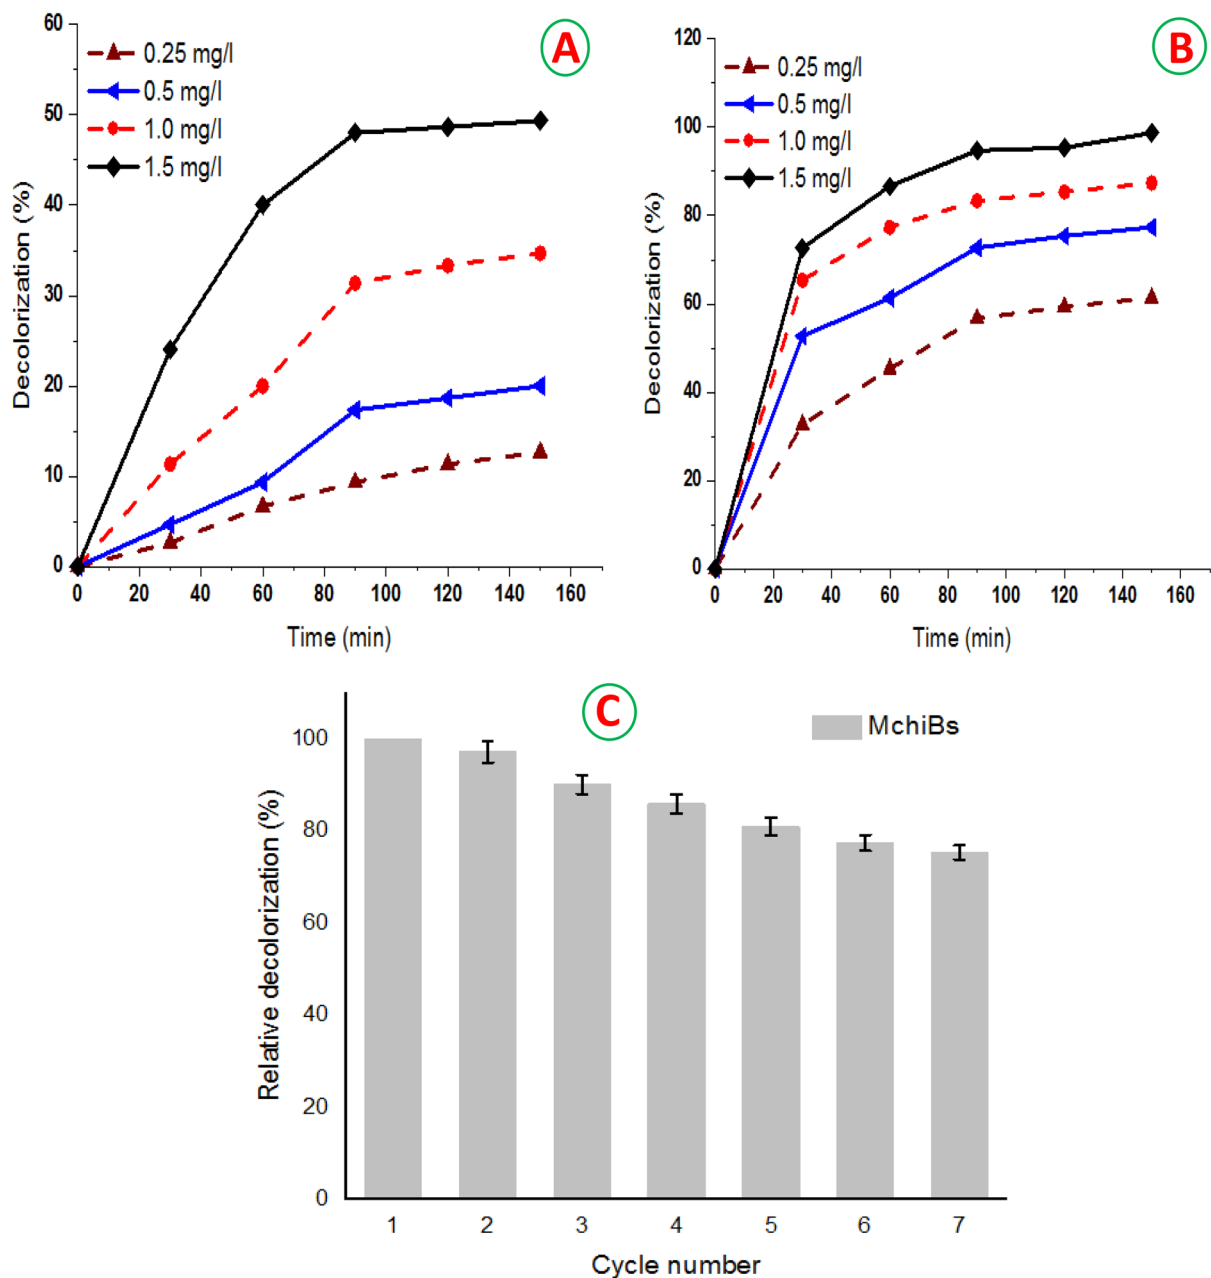 A
60
50
40
30
20
10
0
0.25 mg/l
0.5 mg/l
1.0 mg/l
1.5 mg/l
Decolorization (%)
0 20 40 60 80 100 120 140 160
Time (min)
B
120
100
80
60
40
20
0
0.25 mg/l
0.5 mg/l
1.0 mg/l
1.5 mg/l
Decolorization (%)
0 20 40 60 80 100 120 140 160
Time (min)
C
MchiBs
100
80
60
40
20
0
Relative decolorization (%)
1 2 3 4 5 6 7
Cycle number